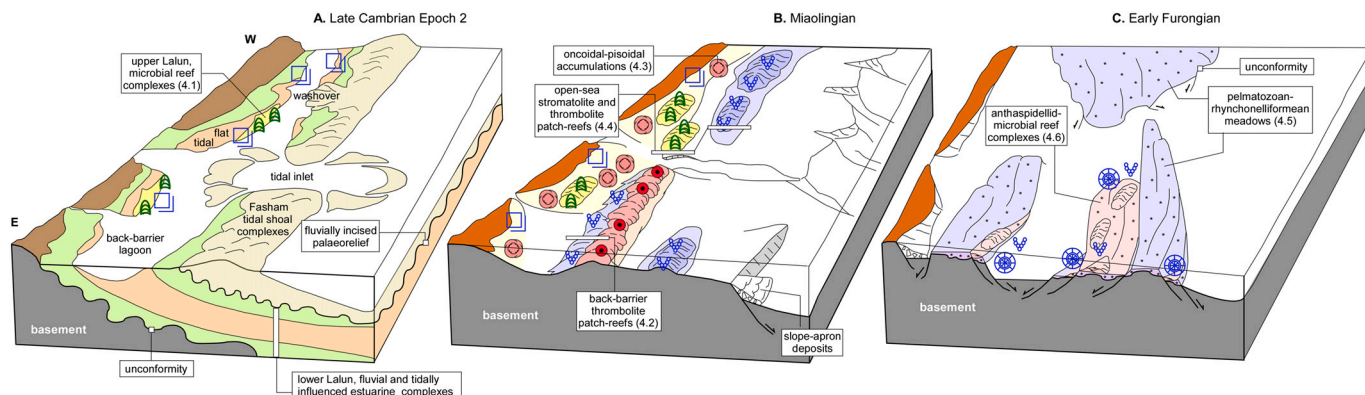 A. Late Cambrian Epoch 2
W
upper Lalun,
microbial reef
complexes (4.1)
washover
flat
tidal
tidal inlet
E
Fasham
tidal shoal
complexes
back-barrier
lagoon
fluvially incised
palaeorelief
basement
unconformity
lower Lalun, fluvial and tidally
influenced estuarine complexes
B. Miaolingian
oncoidal-pisoidal
accumulations (4.3)
open-sea
stromatolite and
thrombolite
patch-reefs
(4.4)
basement
back-barrier
thrombolite
patch-reefs (4.2)
slope-apron
deposits
C. Early Furongian
unconformity
anthaspidellid-
microbial reef
complexes (4.6)
pelmatozoan-
rhynchonelliformean
meadows (4.5)
basement